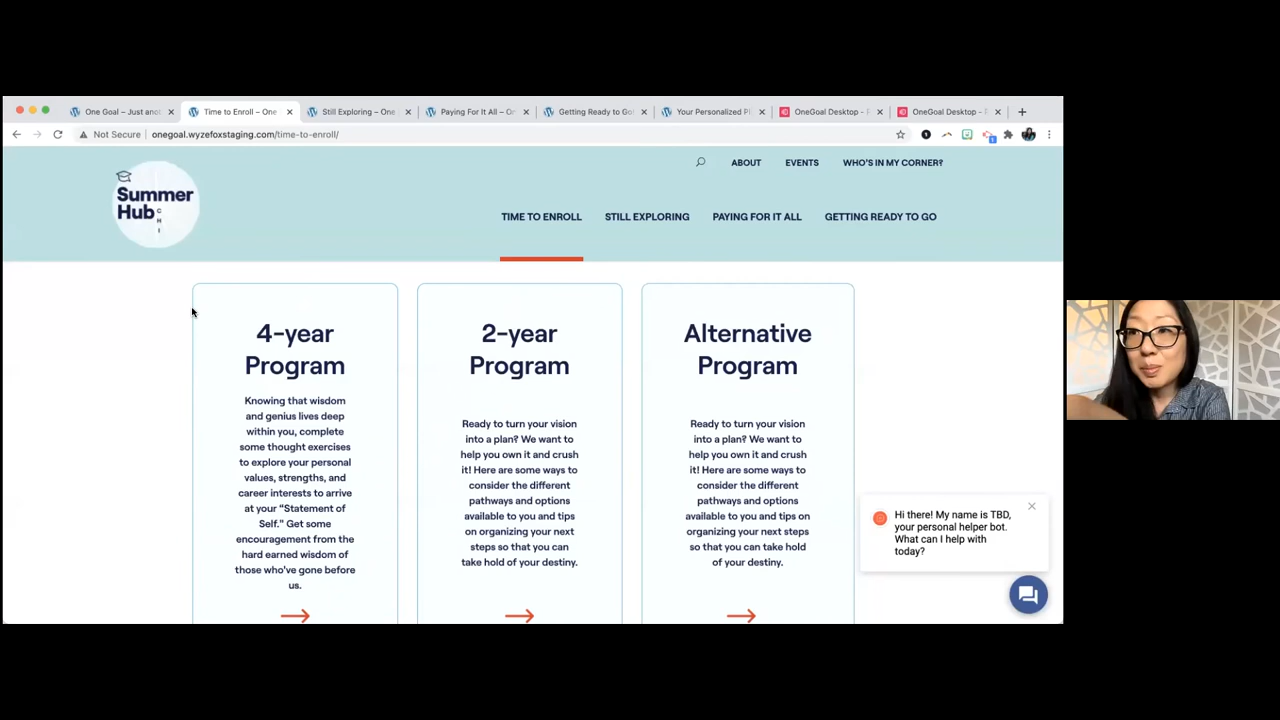 One Goal – Just ano
Time to Enroll – One
Still Exploring – One
Paying For It All – O
Getting Ready to Go
Your Personalized Pl
OneGoal Desktop -
OneGoal Desktop -
Not Secure onegoal.wyzefoxstaging.com/time-to-enroll/
ABOUT EVENTS WHO'S IN MY CORNER?
Summer
Hub
CHI
TIME TO ENROLL STILL EXPLORING PAYING FOR IT ALL GETTING READY TO GO
4-year
Program
Knowing that wisdom
and genius lives deep
within you, complete
some thought exercises
to explore your personal
values, strengths, and
career interests to arrive
at your “Statement of
Self.” Get some
encouragement from the
hard earned wisdom of
those who've gone before
us.
2-year
Program
Ready to turn your vision
into a plan? We want to
help you own it and crush
it! Here are some ways to
consider the different
pathways and options
available to you and tips
on organizing your next
steps so that you can
take hold of your destiny.
Alternative
Program
Ready to turn your vision
into a plan? We want to
help you own it and crush
it! Here are some ways to
consider the different
pathways and options
available to you and tips on
organizing your next steps
so that you can take hold
of your destiny.
Hi there! My name is TBD,
your personal helper bot.
What can I help with
today?